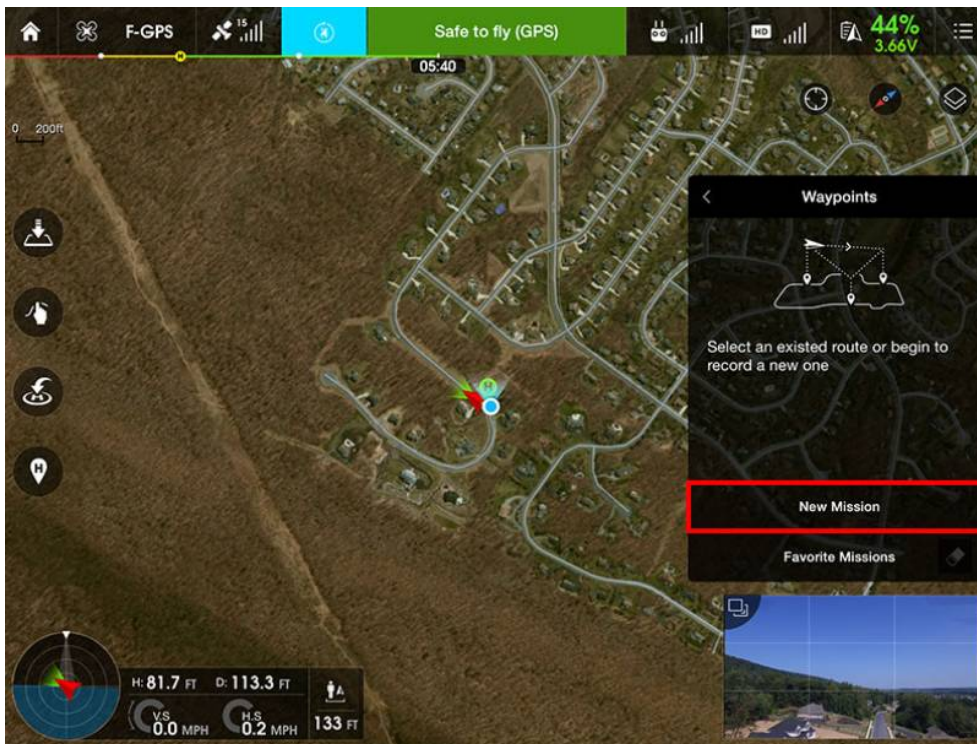 F-GPS
15
Safe to fly (GPS)
HD
44%
3.66V
H
05:40
0 200ft
Waypoints
Select an existed route or begin to
record a new one
H
H
New Mission
Favorite Missions
H: 81.7 FT D: 113.3 FT
V.S
0.0 MPH
H.S
0.2 MPH
133 FT